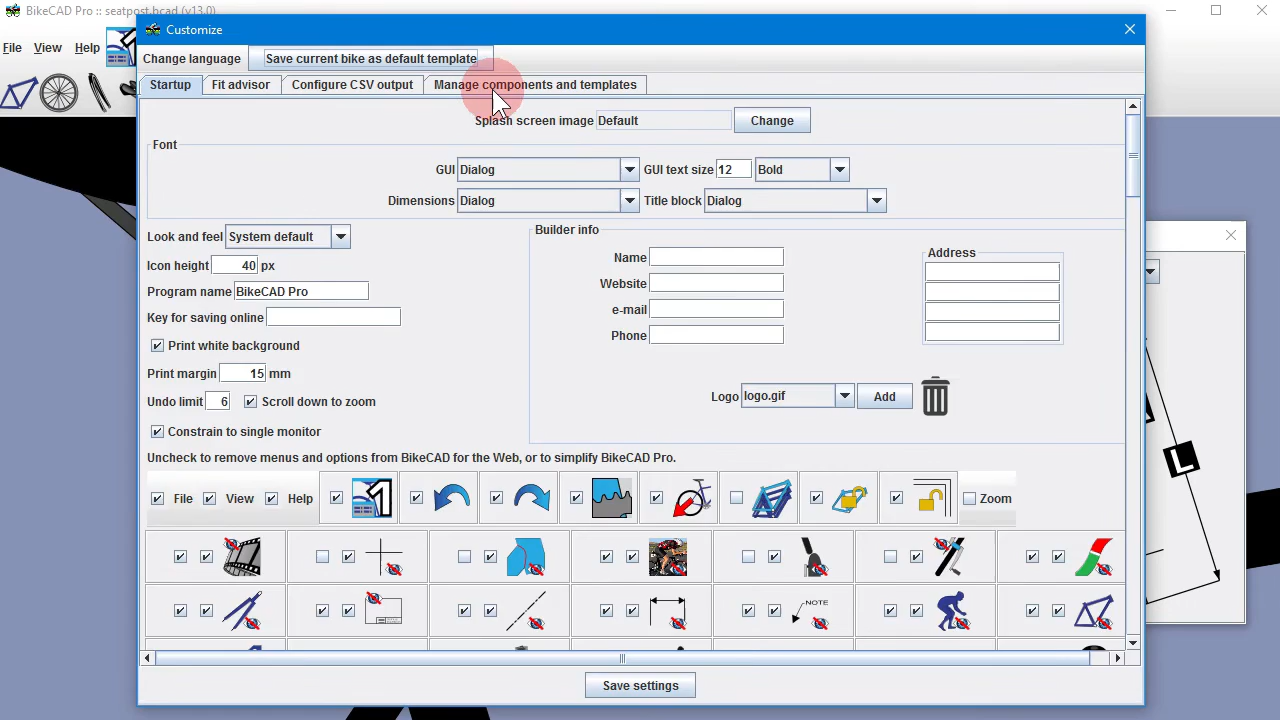 BikeCAD Pro :: seatpost.bcad (v13.0)
Customize
File View Help
Change language Save current bike as default template
Startup Fit advisor Configure CSV output Manage components and templates
Splash screen image Default Change
Font
GUI Dialog GUI text size 12 Bold
Dimensions Dialog Title block Dialog
Look and feel System default
Icon height 40 px
Program name BikeCAD Pro
Key for saving online
Print white background
Print margin 15 mm
Undo limit 6 Scroll down to zoom
Constrain to single monitor
Builder info
Name
Website
e-mail
Phone
Address
Logo logo.gif Add
Uncheck to remove menus and options from BikeCAD for the Web, or to simplify BikeCAD Pro.
File View Help 1 Zoom
NOTE
Save settings
L